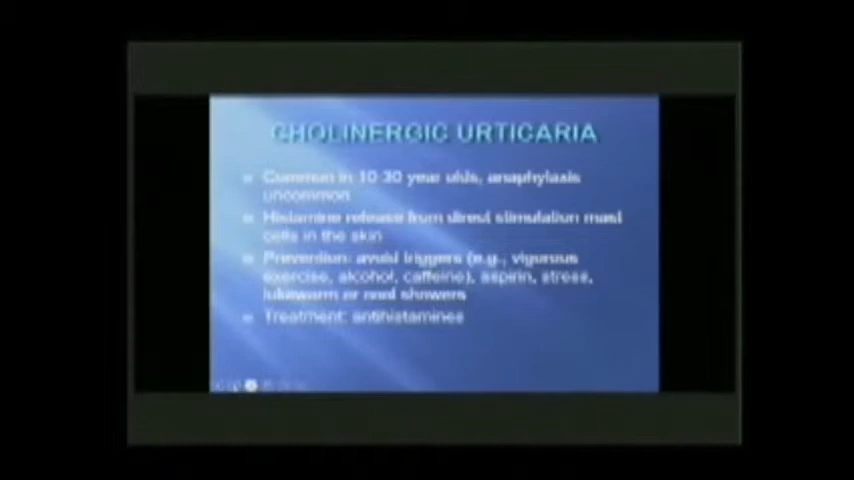 CHOLINERGIC URTICARIA
Common in 10-30 year olds, anaphylaxis
uncommon
Histamine release from direct stimulation mast
cells in the skin
Prevention: avoid triggers (e.g., vigorous
exercise, alcohol, caffeine), aspirin, stress,
lukewarm or cool showers
Treatment: antihistamines